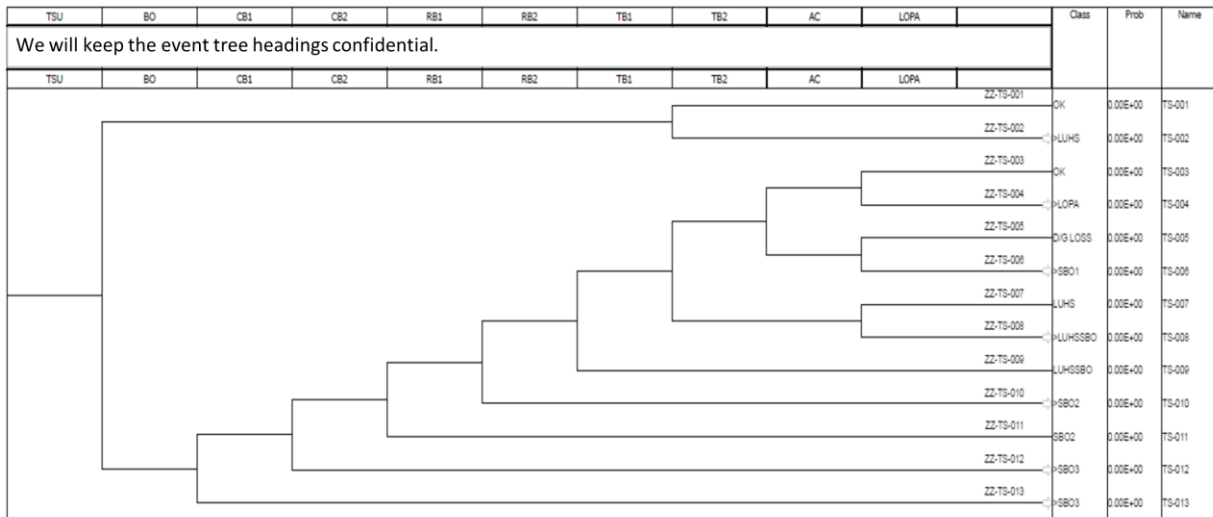 TSU BO CB1 CB2 RB1 RB2 TB1 TB2 AC LOPA Class Prob Name
We will keep the event tree headings confidential.
TSU BO CB1 CB2 RB1 RB2 TB1 TB2 AC LOPA
ZZ-TS-001 OK 0.00E+00 TS-001
ZZ-TS-002 >LUHS 0.00E+00 TS-002
ZZ-TS-003 OK 0.00E+00 TS-003
ZZ-TS-004 >LOPA 0.00E+00 TS-004
ZZ-TS-005 D/G LOSS 0.00E+00 TS-005
ZZ-TS-006 >SBO1 0.00E+00 TS-006
ZZ-TS-007 LUHS 0.00E+00 TS-007
ZZ-TS-008 >LUHSSBO 0.00E+00 TS-008
ZZ-TS-009 LUHSSBO 0.00E+00 TS-009
ZZ-TS-010 >SBO2 0.00E+00 TS-010
ZZ-TS-011 SBO2 0.00E+00 TS-011
ZZ-TS-012 >SBO3 0.00E+00 TS-012
ZZ-TS-013 >SBO3 0.00E+00 TS-013